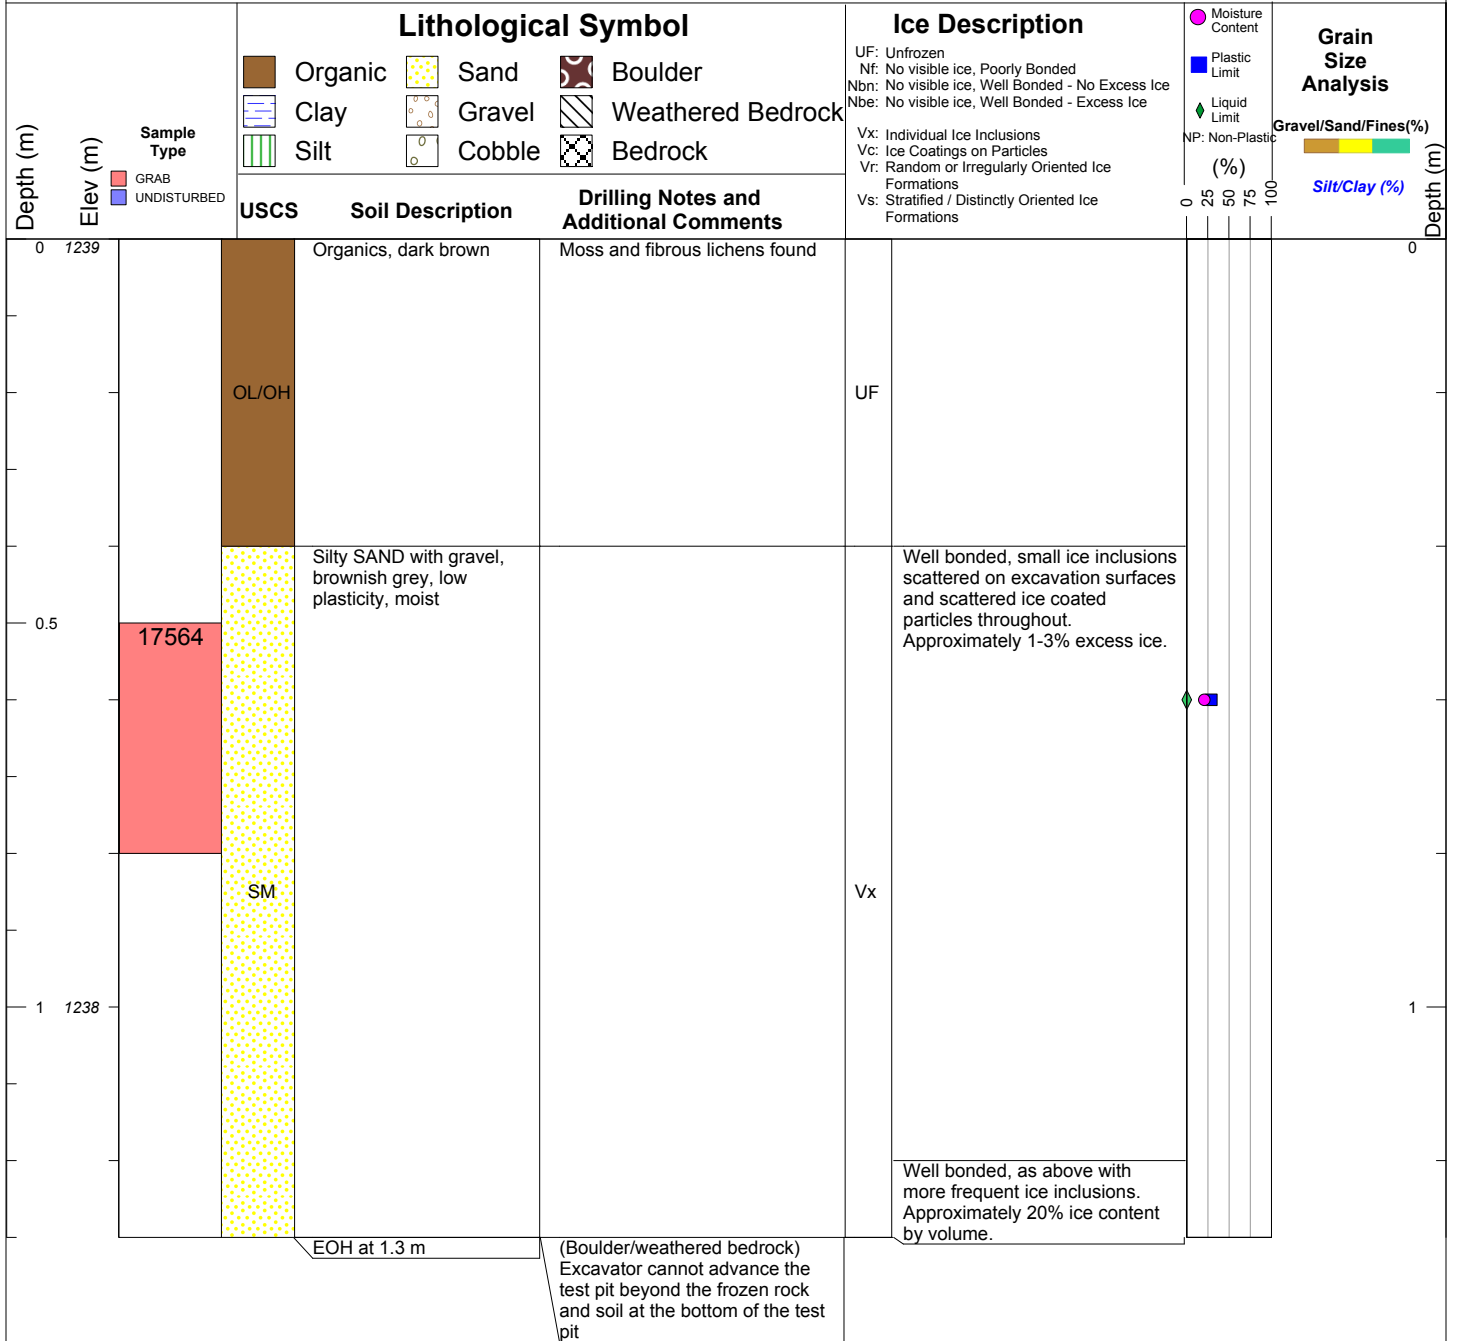 Lithological Symbol
Organic
Sand
Boulder
Clay
Gravel
Weathered Bedrock
Silt
Cobble
Bedrock
Ice Description
UF: Unfrozen
Nf: No visible ice, Poorly Bonded
Nbn: No visible ice, Well Bonded - No Excess Ice
Nbe: No visible ice, Well Bonded - Excess Ice
Vx: Individual Ice Inclusions
Vc: Ice Coatings on Particles
Vr: Random or Irregularly Oriented Ice
Formations
Vs: Stratified / Distinctly Oriented Ice
Formations
Moisture
Content
Plastic
Limit
Liquid
Limit
NP: Non-Plastic
(%)
0 25 50 75 100
Grain
Size
Analysis
Gravel/Sand/Fines(%)
Silt/Clay (%)
Depth (m)
Depth (m)
Elev (m)
Sample
Type
GRAB
UNDISTURBED
USCS
Soil Description
Drilling Notes and
Additional Comments
0 1239
Organics, dark brown
Moss and fibrous lichens found
0
OL/OH
UF
Silty SAND with gravel,
brownish grey, low
plasticity, moist
Well bonded, small ice inclusions
scattered on excavation surfaces
and scattered ice coated
particles throughout.
Approximately 1-3% excess ice.
0.5
17564
SM
Vx
1 1238
1
Well bonded, as above with
more frequent ice inclusions.
Approximately 20% ice content
by volume.
EOH at 1.3 m
(Boulder/weathered bedrock)
Excavator cannot advance the
test pit beyond the frozen rock
and soil at the bottom of the test
pit